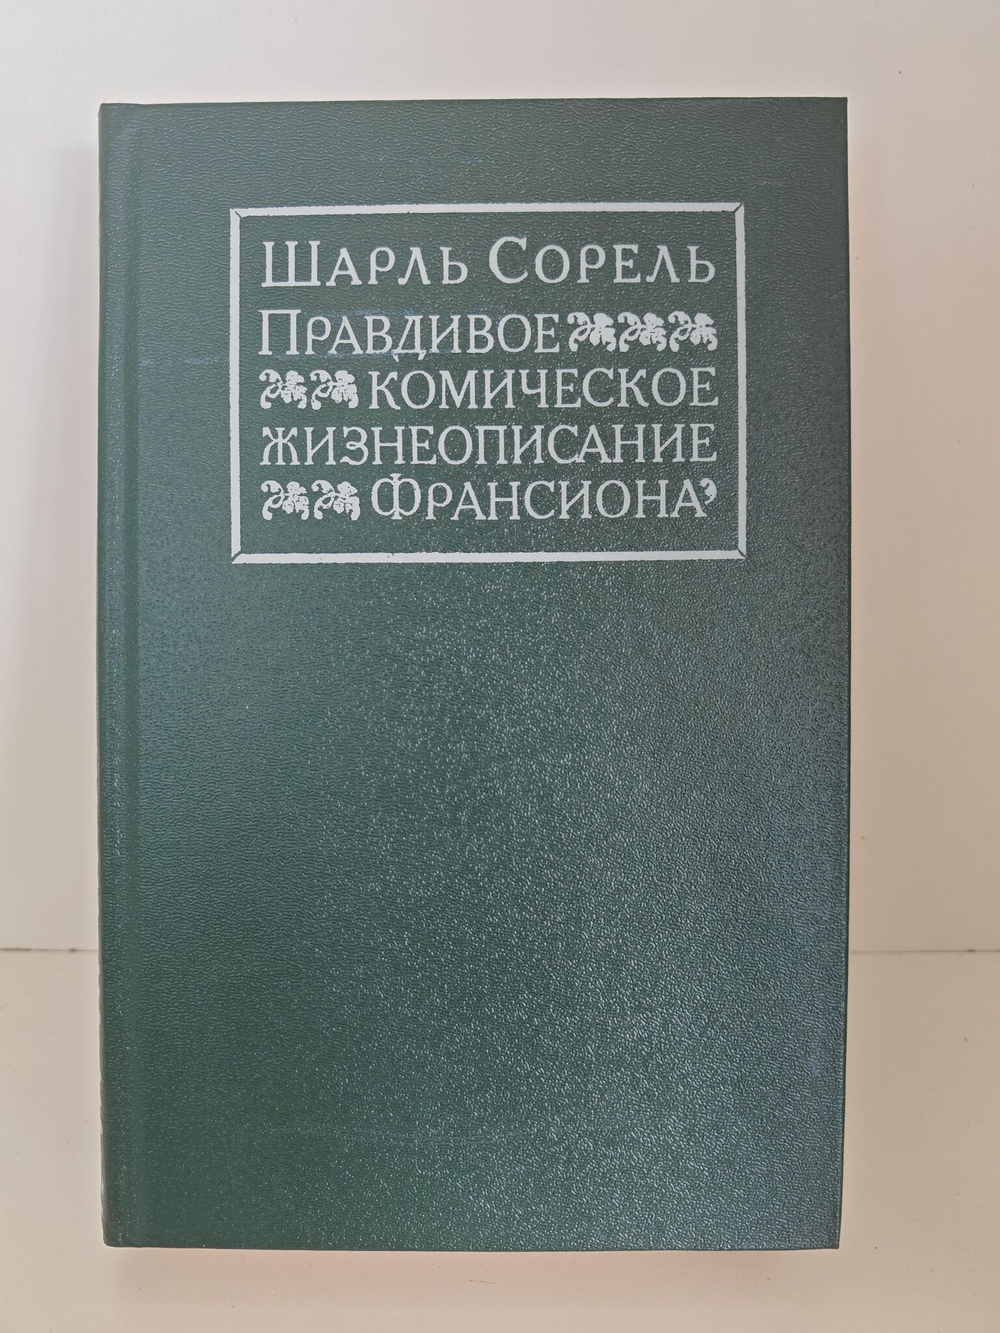 Шарль Сорель
Правдивое
комическое
жизнеописание
Франсиона